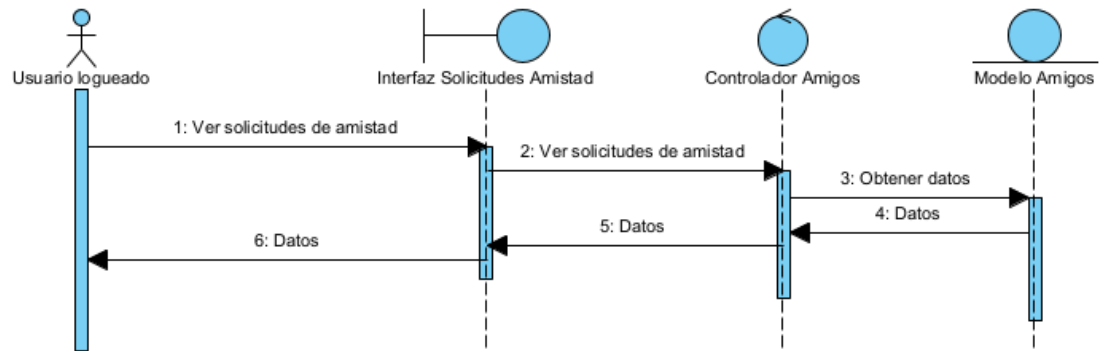 Usuario logueado
Interfaz Solicitudes Amistad
Controlador Amigos
Modelo Amigos
1: Ver solicitudes de amistad
2: Ver solicitudes de amistad
3: Obtener datos
4: Datos
5: Datos
6: Datos